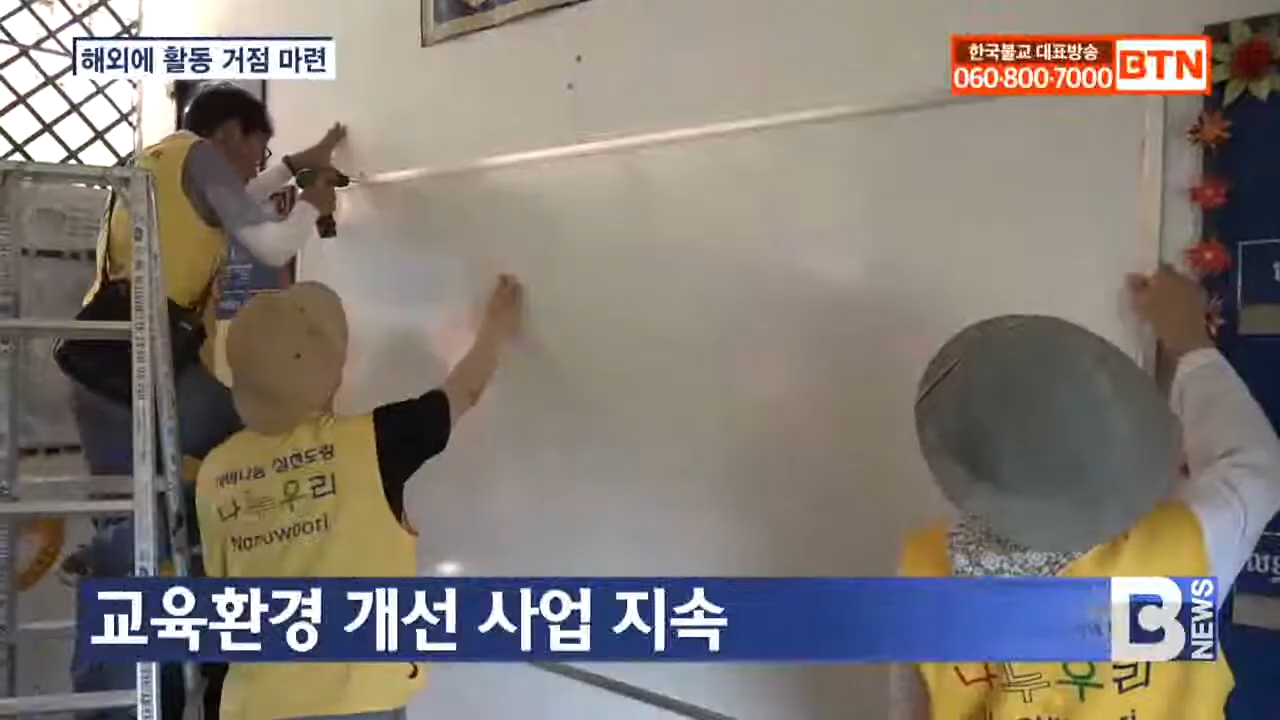 해외에 활동 거점 마련
한국불교 대표방송
060·800·7000
BTN
실천도량
나누우리
Nanuwoori
교육환경 개선 사업 지속
B NEWS
나누우리